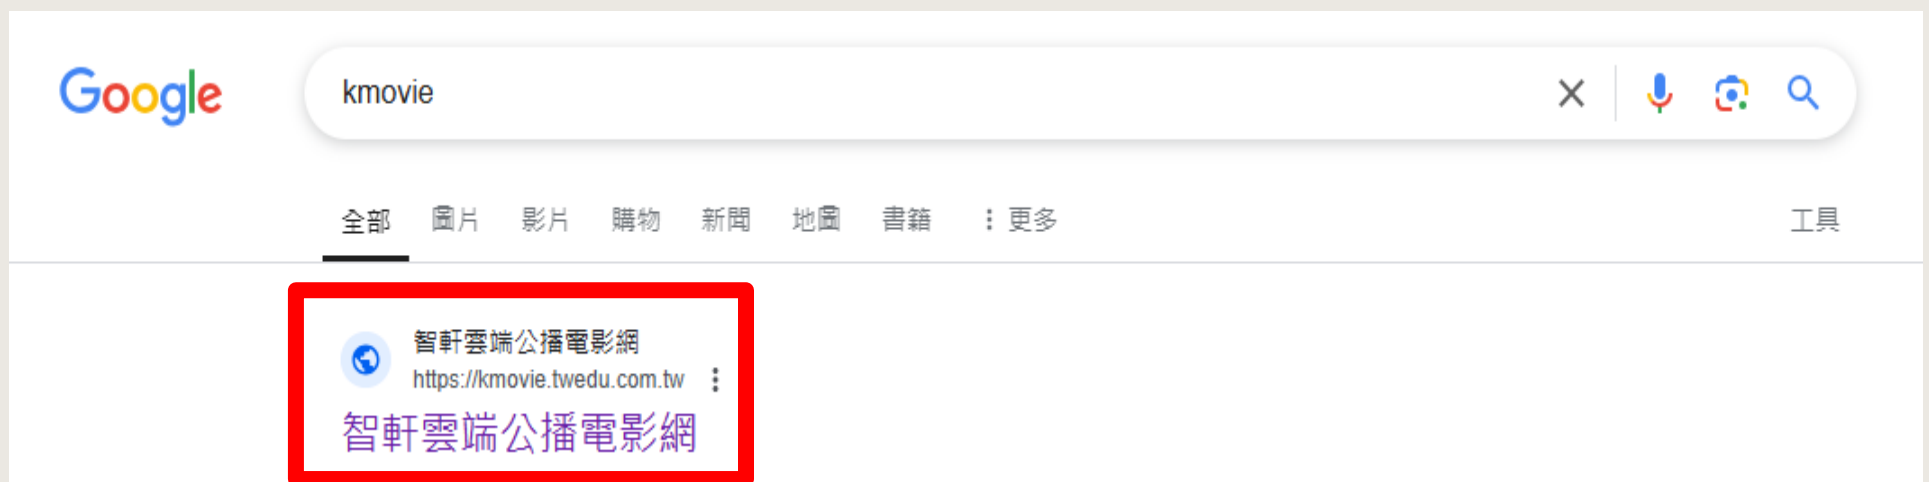 Google
kmovie
全部 圖片 影片 購物 新聞 地圖 書籍 ⋮ 更多 工具
智軒雲端公播電影網
https://kmovie.twedu.com.tw ⋮
智軒雲端公播電影網